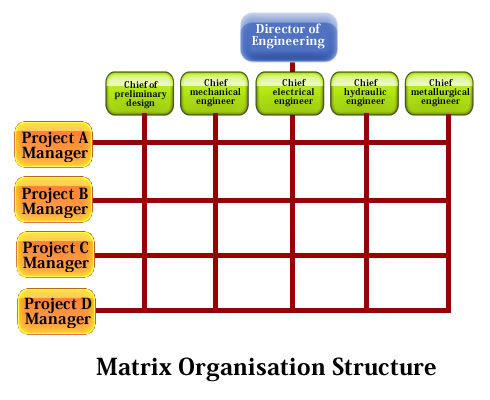 Director of
Engineering
Chief of
preliminary
design
Chief
mechanical
engineer
Chief
electrical
engineer
Chief
hydraulic
engineer
Chief
metallurgical
engineer
Project A
Manager
Project B
Manager
Project C
Manager
Project D
Manager
Matrix Organisation Structure